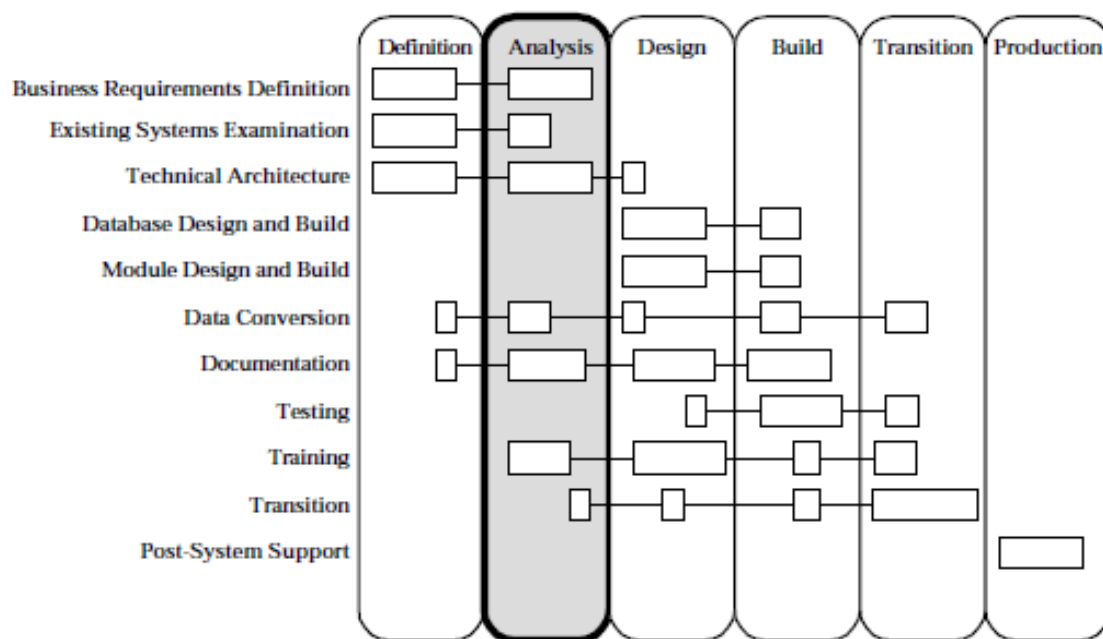 Definition Analysis Design Build Transition Production
Business Requirements Definition
Existing Systems Examination
Technical Architecture
Database Design and Build
Module Design and Build
Data Conversion
Documentation
Testing
Training
Transition
Post-System Support